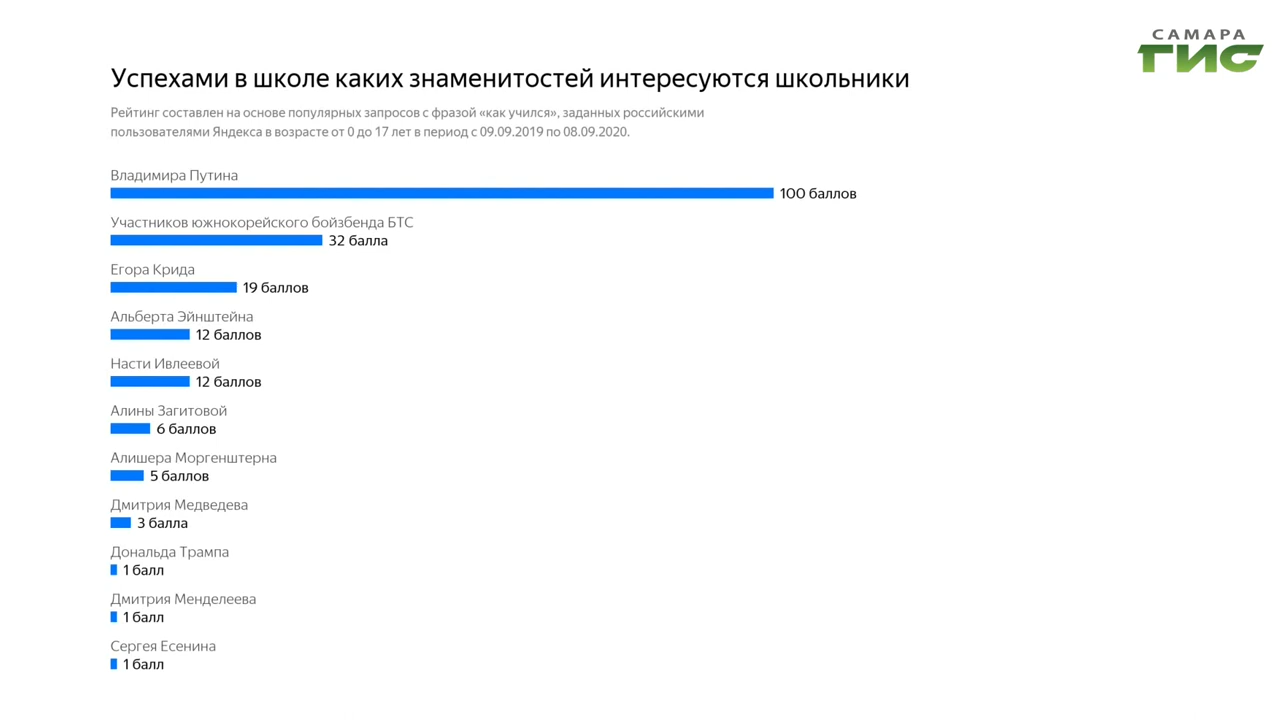 САМАРА
ГИС
Успехами в школе каких знаменитостей интересуются школьники
Рейтинг составлен на основе популярных запросов с фразой «как учился», заданных российскими
пользователями Яндекса в возрасте от 0 до 17 лет в период с 09.09.2019 по 08.09.2020.
Владимира Путина
100 баллов
Участников южнокорейского бойзбенда БТС
32 балла
Егора Крида
19 баллов
Альберта Эйнштейна
12 баллов
Насти Ивлеевой
12 баллов
Алины Загитовой
6 баллов
Алишера Моргенштерна
5 баллов
Дмитрия Медведева
3 балла
Дональда Трампа
1 балл
Дмитрия Менделеева
1 балл
Сергея Есенина
1 балл